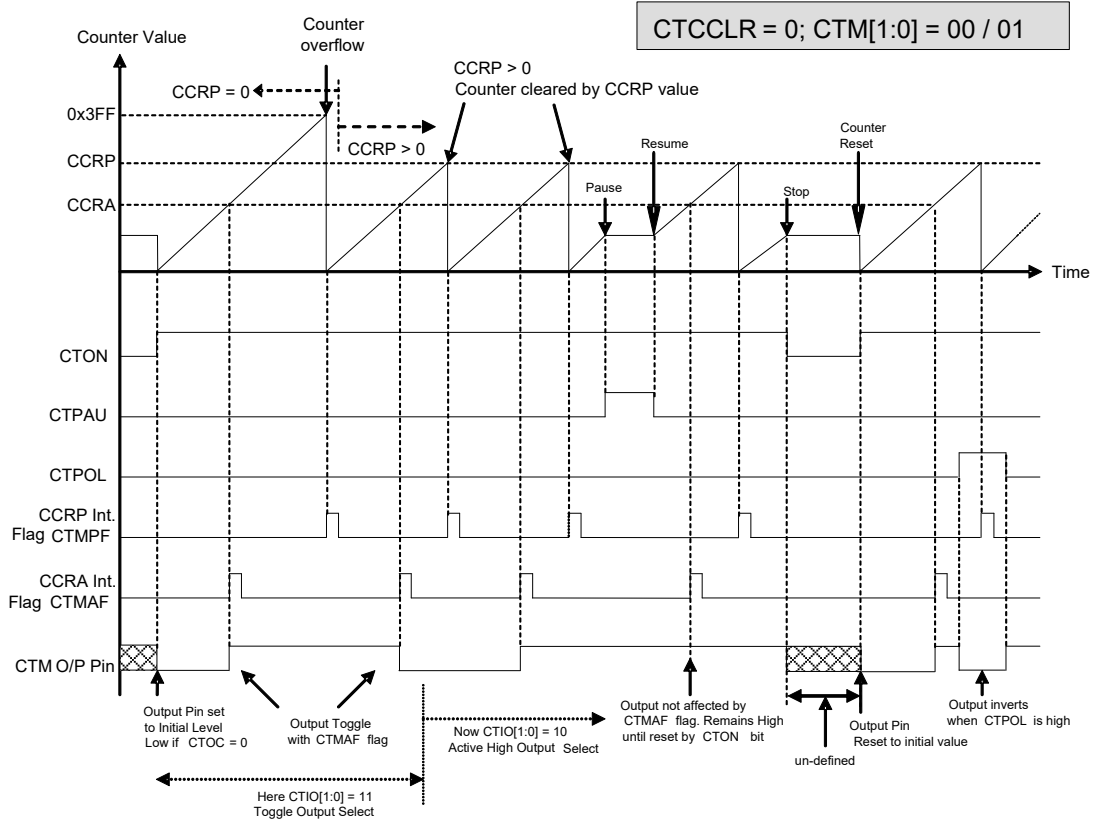 CTCCLR = 0; CTM[1:0] = 00 / 01
Counter Value
Counter
overflow
CCRP = 0
CCRP > 0
CCRP > 0
Counter cleared by CCRP value
0x3FF
CCRP
CCRA
Pause
Resume
Stop
Counter
Reset
Time
CTON
CTPAU
CTPOL
CCRP Int.
Flag CTMPF
CCRA Int.
Flag CTMAF
CTM O/P Pin
Output Pin set
to Initial Level
Low if CTOC = 0
Output Toggle
with CTMAF flag
Here CTIO[1:0] = 11
Toggle Output Select
Now CTIO[1:0] = 10
Active High Output Select
Output not affected by
CTMAF flag. Remains High
until reset by CTON bit
un-defined
Output Pin
Reset to initial value
Output inverts
when CTPOL is high